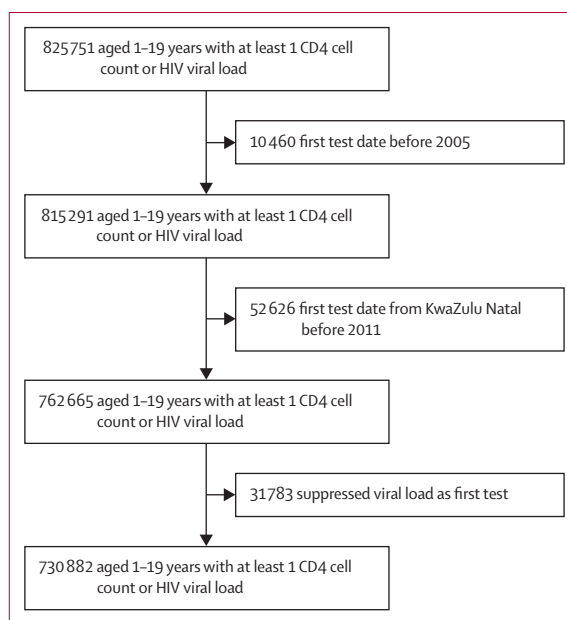 825751 aged 1–19 years with at least 1 CD4 cell
count or HIV viral load
10460 first test date before 2005
815291 aged 1–19 years with at least 1 CD4 cell
count or HIV viral load
52626 first test date from KwaZulu Natal
before 2011
762665 aged 1–19 years with at least 1 CD4 cell
count or HIV viral load
31783 suppressed viral load as first test
730882 aged 1–19 years with at least 1 CD4 cell
count or HIV viral load